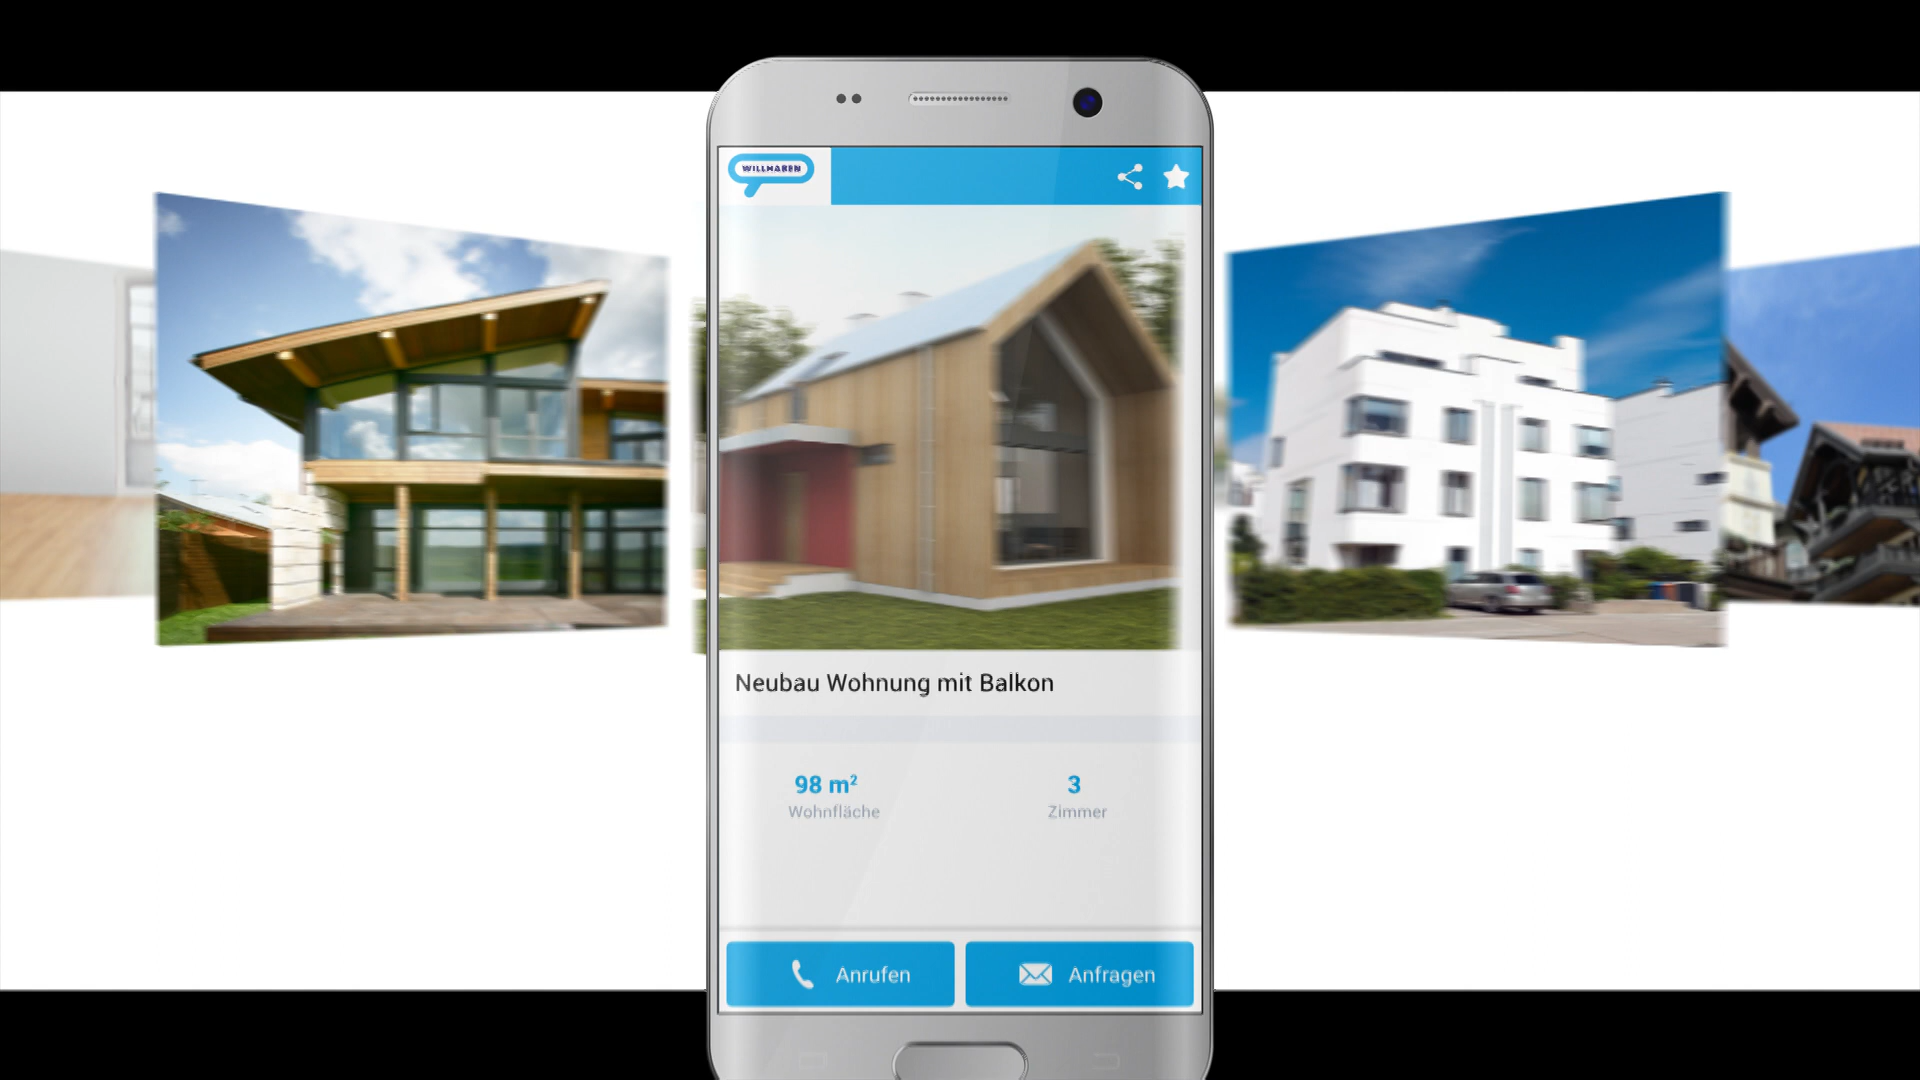 WILLHABEN
Neubau Wohnung mit Balkon
98 m²
Wohnfläche
3
Zimmer
Anrufen
Anfragen